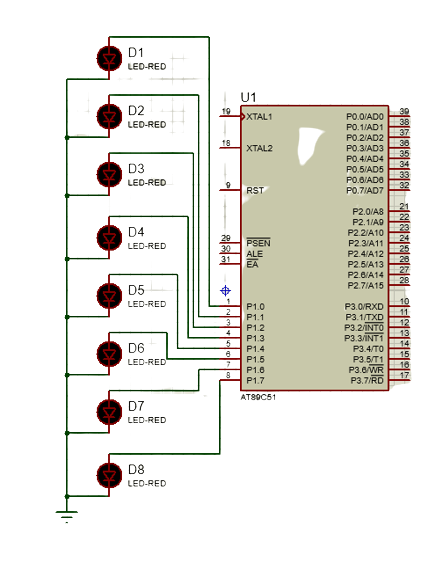 D1
LED-RED
D2
LED-RED
D3
LED-RED
D4
LED-RED
D5
LED-RED
D6
LED-RED
D7
LED-RED
D8
LED-RED
U1
19 XTAL1
18 XTAL2
9 RST
29 PSEN
30 ALE
31 EA
1 P1.0
2 P1.1
3 P1.2
4 P1.3
5 P1.4
6 P1.5
7 P1.6
8 P1.7
P0.0/AD0 39
P0.1/AD1 38
P0.2/AD2 37
P0.3/AD3 36
P0.4/AD4 35
P0.5/AD5 34
P0.6/AD6 33
P0.7/AD7 32
P2.0/A8 21
P2.1/A9 22
P2.2/A10 23
P2.3/A11 24
P2.4/A12 25
P2.5/A13 26
P2.6/A14 27
P2.7/A15 28
P3.0/RXD 10
P3.1/TXD 11
P3.2/INT0 12
P3.3/INT1 13
P3.4/T0 14
P3.5/T1 15
P3.6/WR 16
P3.7/RD 17
AT89C51